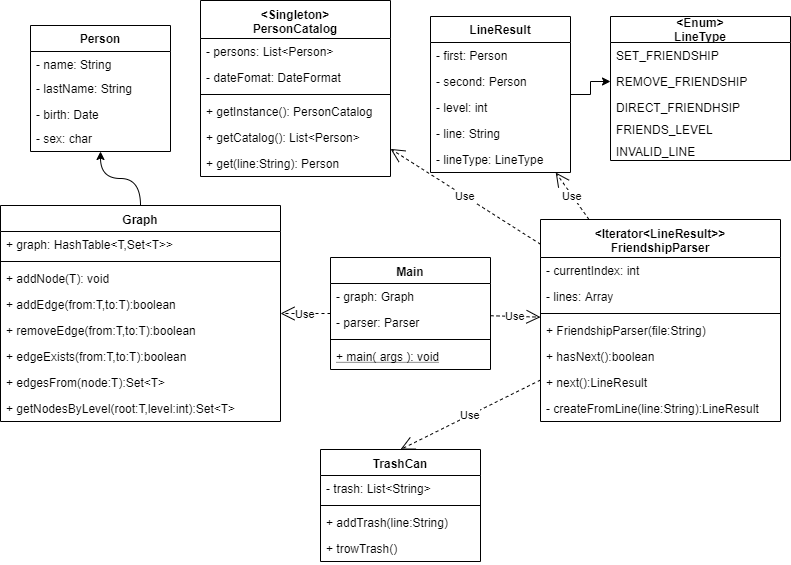 Person
- name: String
- lastName: String
- birth: Date
- sex: char
<Singleton>
PersonCatalog
- persons: List<Person>
- dateFomat: DateFormat
+ getInstance(): PersonCatalog
+ getCatalog(): List<Person>
+ get(line:String): Person
LineResult
- first: Person
- second: Person
- level: int
- line: String
- lineType: LineType
<Enum>
LineType
SET_FRIENDSHIP
REMOVE_FRIENDSHIP
DIRECT_FRIENDHSIP
FRIENDS_LEVEL
INVALID_LINE
Use
Use
Graph
+ graph: HashTable<T,Set<T>>
+ addNode(T): void
+ addEdge(from:T,to:T):boolean
+ removeEdge(from:T,to:T):boolean
+ edgeExists(from:T,to:T):boolean
+ edgesFrom(node:T):Set<T>
+ getNodesByLevel(root:T,level:int):Set<T>
Use
Main
- graph: Graph
- parser: Parser
+ main( args ): void
Use
<Iterator<LineResult>>
FriendshipParser
- currentIndex: int
- lines: Array
+ FriendshipParser(file:String)
+ hasNext():boolean
+ next():LineResult
- createFromLine(line:String):LineResult
Use
TrashCan
- trash: List<String>
+ addTrash(line:String)
+ trowTrash()